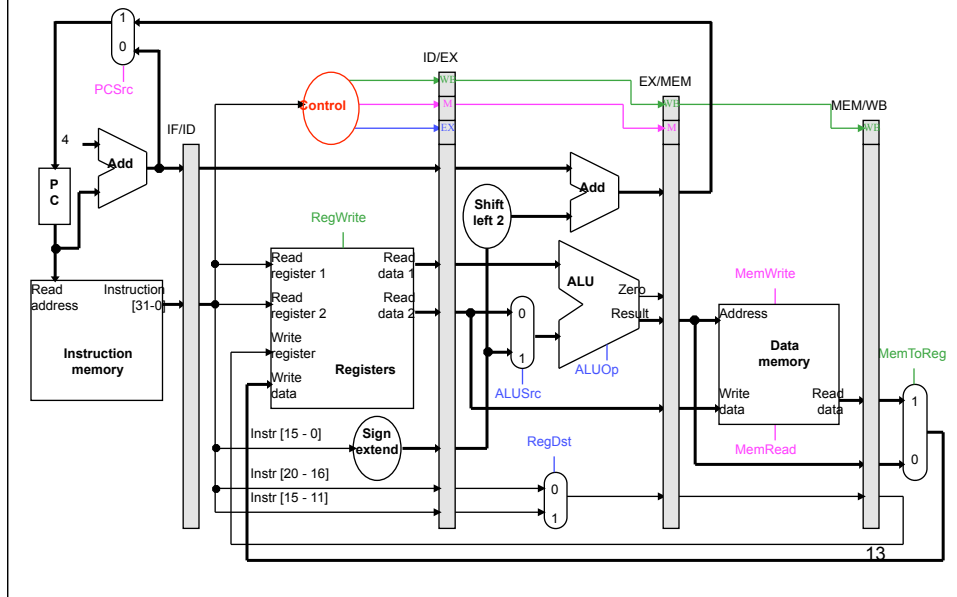 1
0
PCSrc
ID/EX
WB
M
EX
EX/MEM
WB
M
MEM/WB
WB
Control
IF/ID
4
Add
P
C
Add
Shift
left 2
RegWrite
Read
address
Instruction
[31-0]
Instruction
memory
Read
register 1
Read
data 1
Read
register 2
Read
data 2
Write
register
Write
data
Registers
ALU
Zero
Result
0
1
ALUSrc
ALUOp
MemWrite
Address
Data
memory
Write
data
Read
data
MemRead
MemToReg
1
0
Instr [15 - 0]
Sign
extend
RegDst
Instr [20 - 16]
Instr [15 - 11]
0
1
13